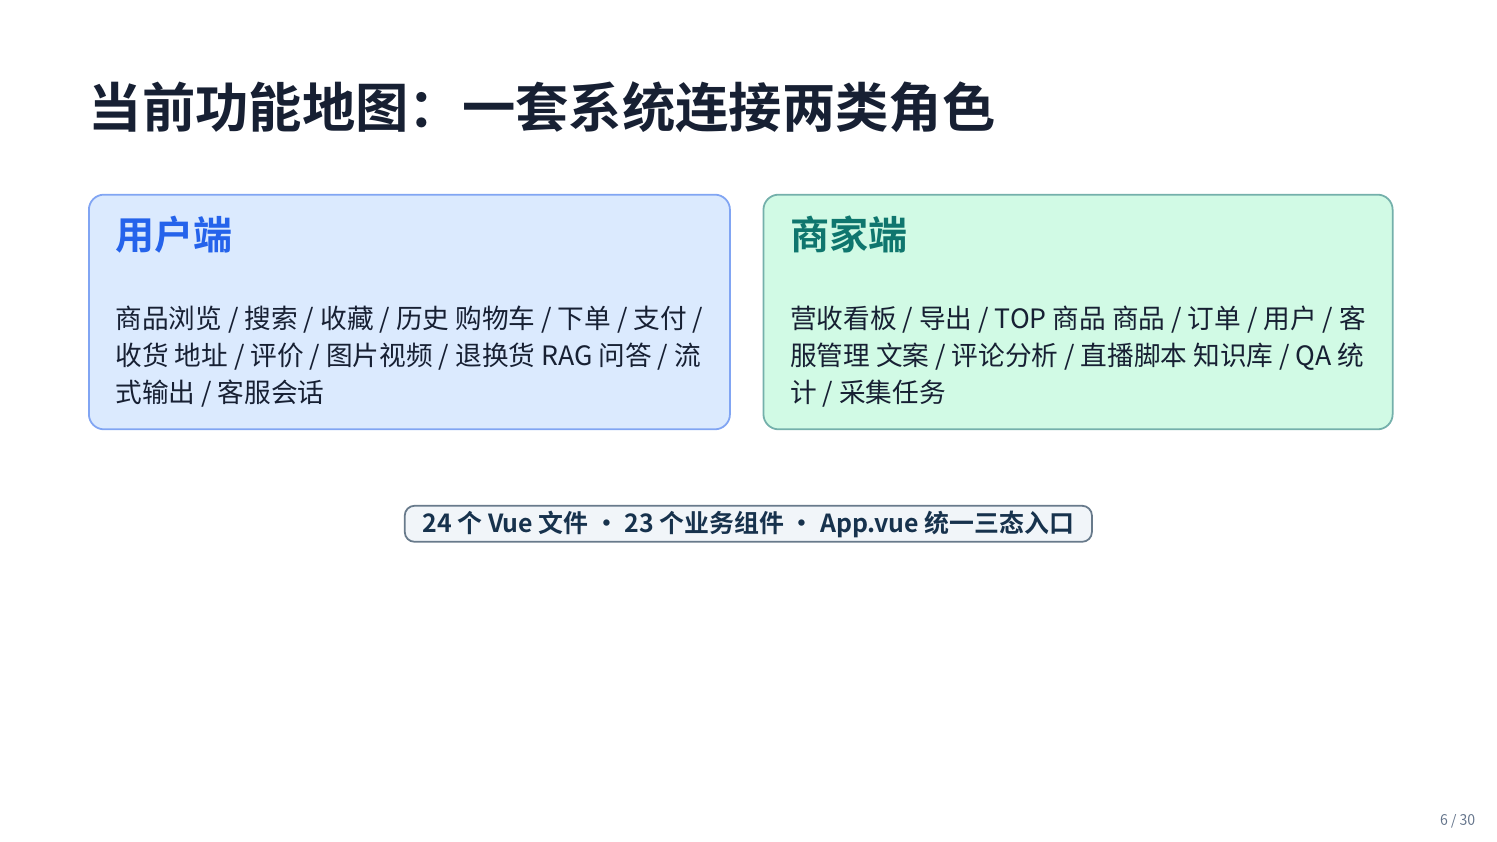 当前功能地图：一套系统连接两类角色
用户端
商品浏览 / 搜索 / 收藏 / 历史 购物车 / 下单 / 支付 /
收货 地址 / 评价 / 图片视频 / 退换货 RAG 问答 / 流
式输出 / 客服会话
商家端
营收看板 / 导出 / TOP 商品 商品 / 订单 / 用户 / 客
服管理 文案 / 评论分析 / 直播脚本 知识库 / QA 统
计 / 采集任务
24 个 Vue 文件 · 23 个业务组件 · App.vue 统一三态入口
6 / 30